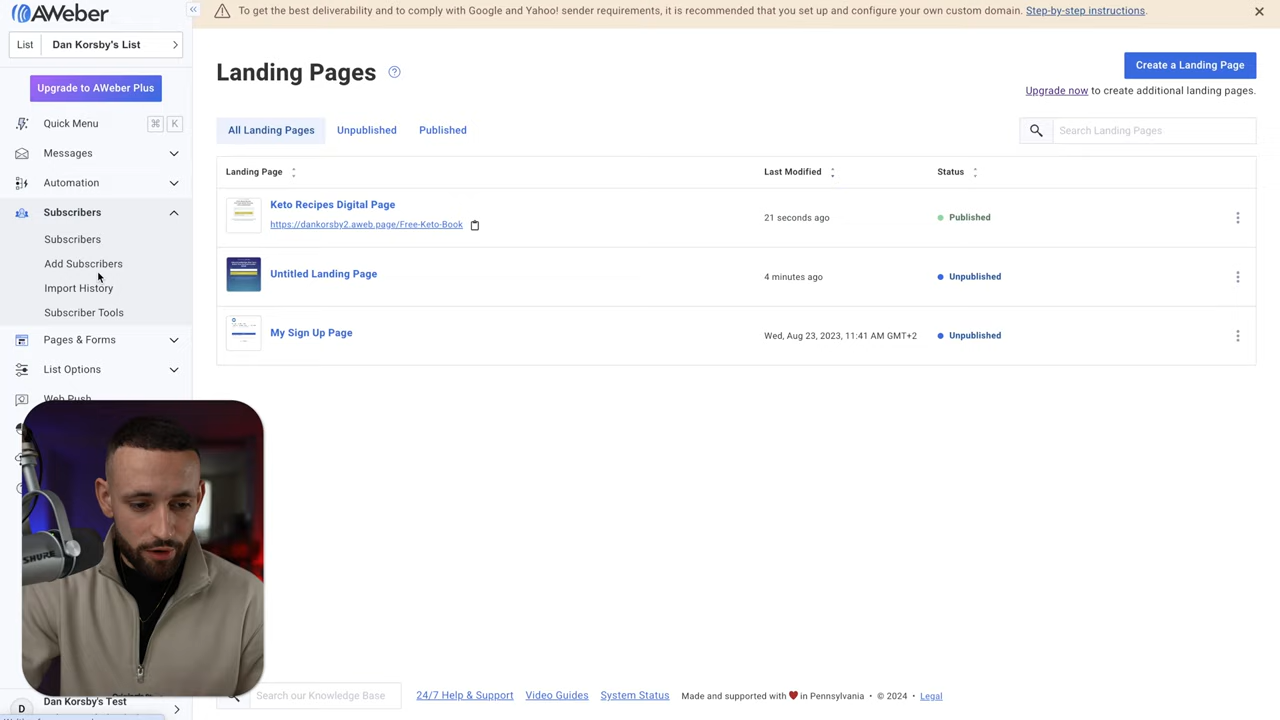 AWeber
To get the best deliverability and to comply with Google and Yahoo! sender requirements, it is recommended that you set up and configure your own custom domain. Step-by-step instructions.
List Dan Korsby's List
Upgrade to AWeber Plus
Quick Menu ⌘ K
Messages
Automation
Subscribers
Subscribers
Add Subscribers
Import History
Subscriber Tools
Pages & Forms
List Options
Web Push
D Dan Korsby's Test
Landing Pages
Create a Landing Page
Upgrade now to create additional landing pages.
All Landing Pages Unpublished Published
Search Landing Pages
Landing Page Last Modified Status
Keto Recipes Digital Page
https://dankorsby2.aweb.page/Free-Keto-Book
21 seconds ago Published
Untitled Landing Page 4 minutes ago Unpublished
My Sign Up Page Wed, Aug 23, 2023, 11:41 AM GMT+2 Unpublished
SHURE
Search our Knowledge Base 24/7 Help & Support Video Guides System Status Made and supported with ❤ in Pennsylvania • © 2024 • Legal